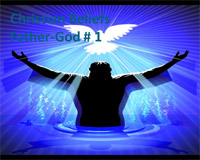 Christian Beliefs
Father-God # 1